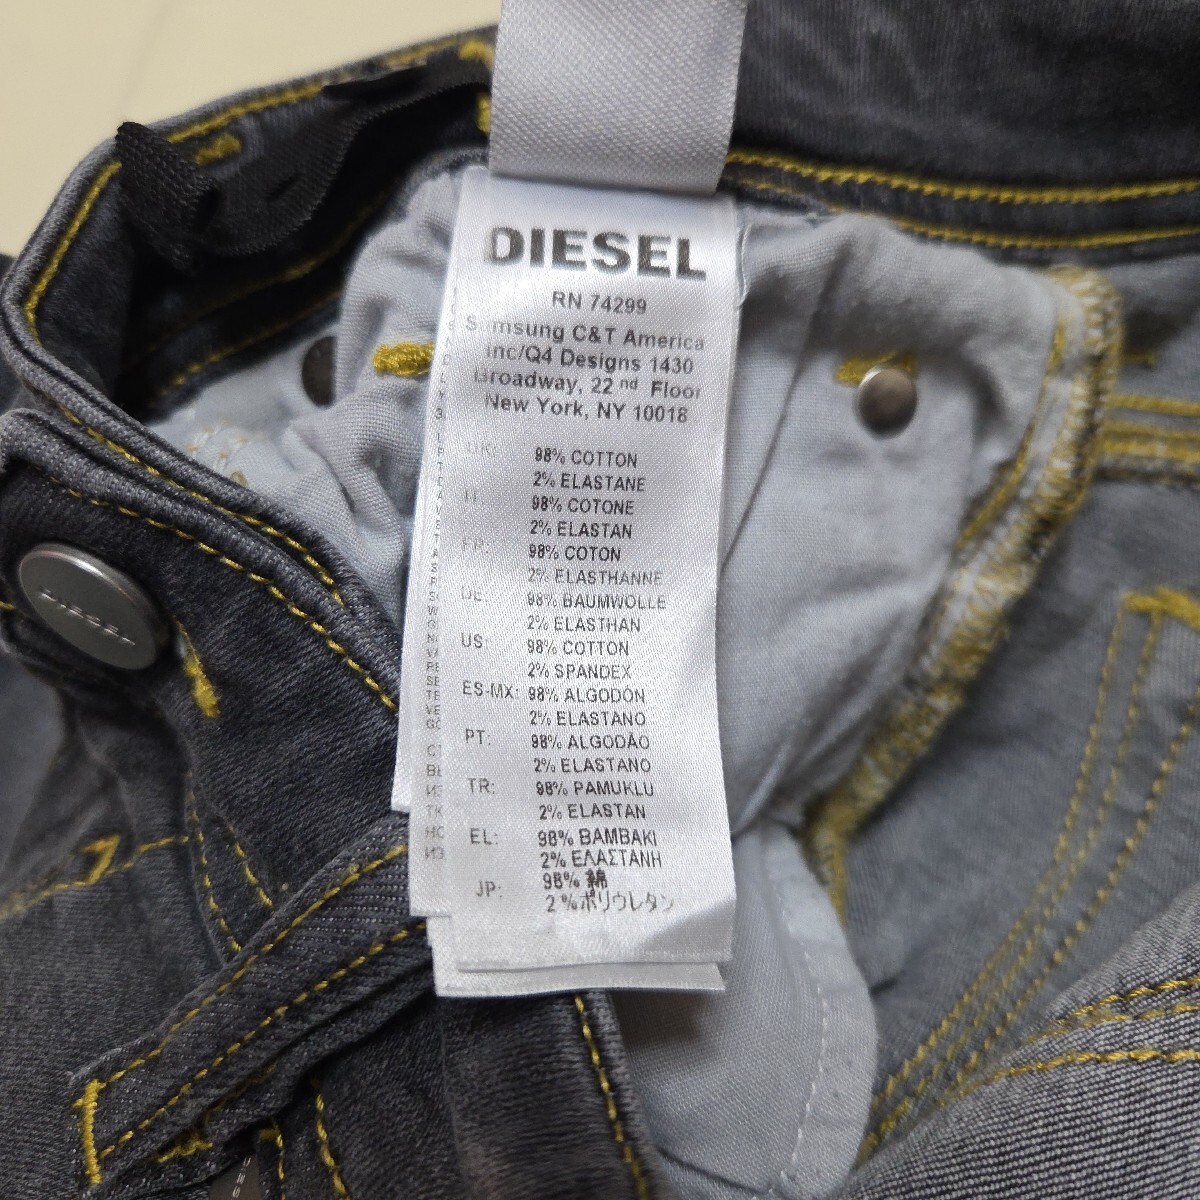 DIESEL
RN 74299
Samsung C&T America
Inc/Q4 Designs 1430
Broadway, 22 nd Floor
New York, NY 10018
UK: 98% COTTON
2% ELASTANE
IT: 98% COTONE
2% ELASTAN
FR: 98% COTON
2% ELASTHANNE
DE: 98% BAUMWOLLE
2% ELASTHAN
US: 98% COTTON
2% SPANDEX
ES-MX: 98% ALGODÓN
2% ELASTANO
PT: 98% ALGODÃO
2% ELASTANO
TR: 98% PAMUKLU
2% ELASTAN
EL: 98% BAMBAKI
2% ΕΛΑΣΤΑΝΗ
JP: 98% 綿
2%ポリウレタン
DIESEL